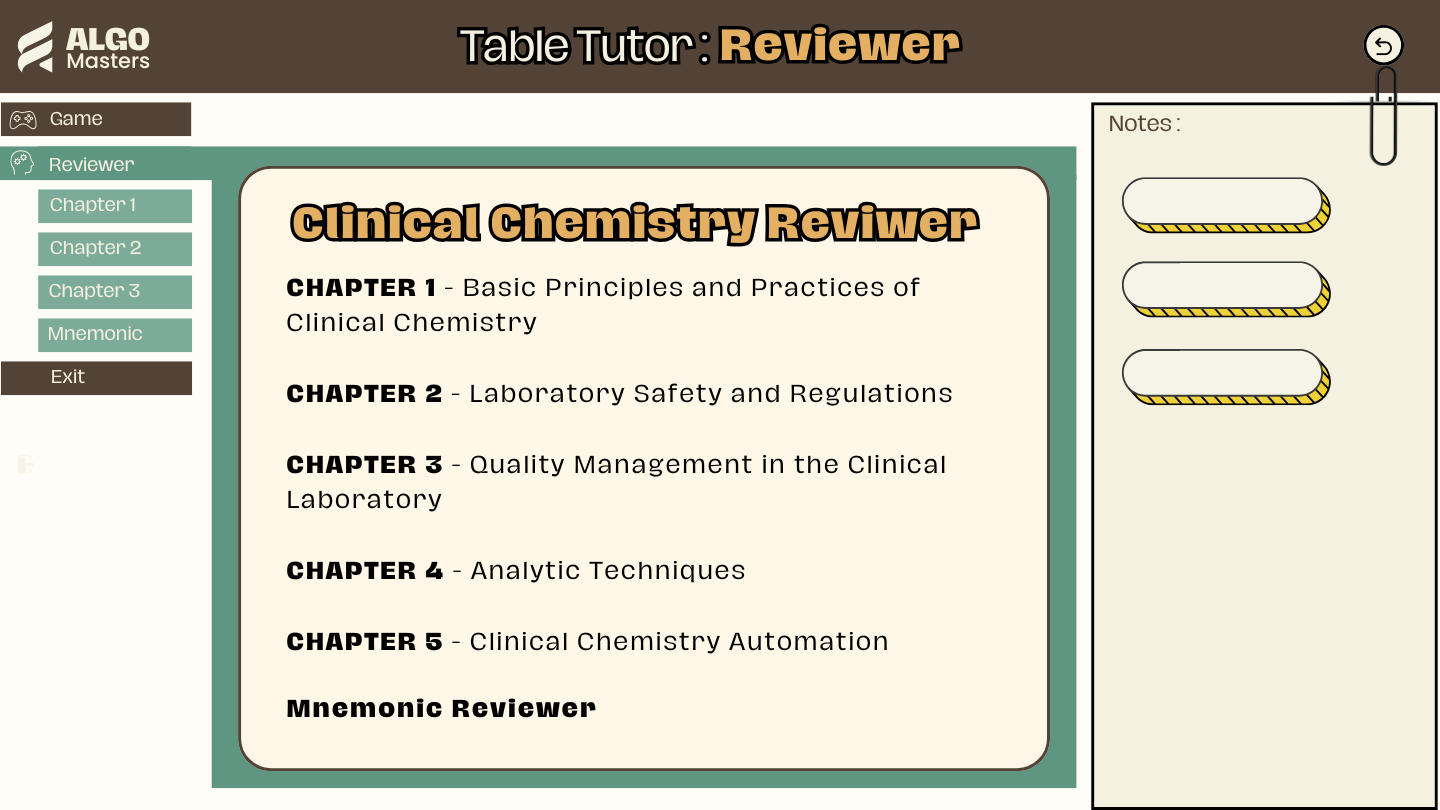 ALGO
Masters
Table Tutor : Reviewer
Game
Reviewer
Chapter 1
Chapter 2
Chapter 3
Mnemonic
Exit
Clinical Chemistry Reviwer
CHAPTER 1 - Basic Principles and Practices of
Clinical Chemistry
CHAPTER 2 - Laboratory Safety and Regulations
CHAPTER 3 - Quality Management in the Clinical
Laboratory
CHAPTER 4 - Analytic Techniques
CHAPTER 5 - Clinical Chemistry Automation
Mnemonic Reviewer
Notes :